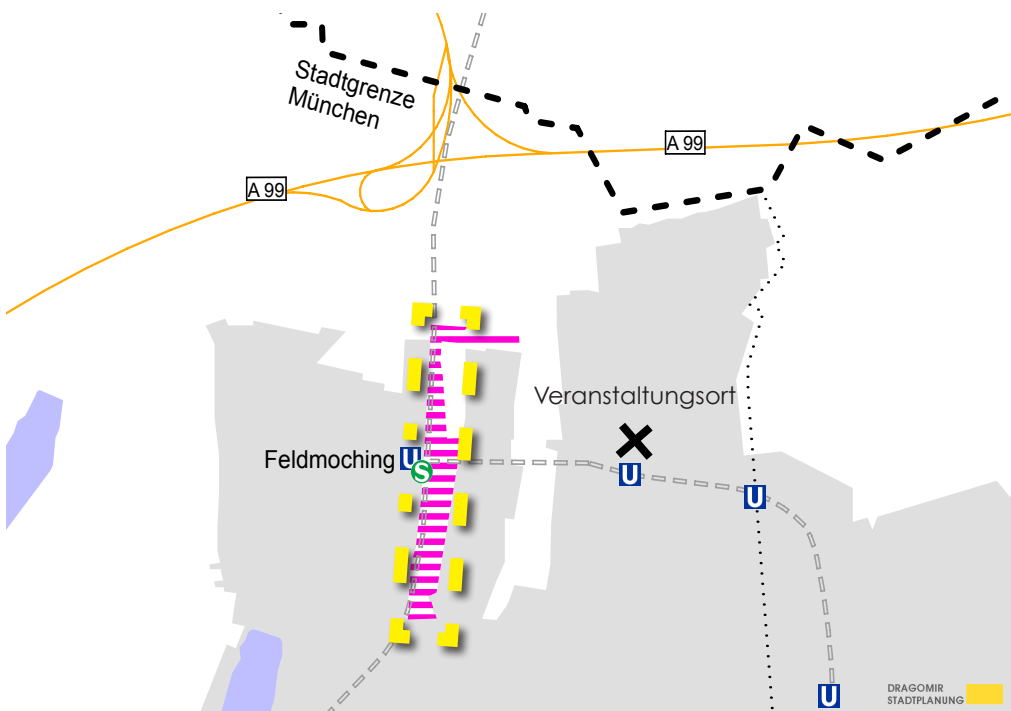 Stadtgrenze
München
A 99
A 99
Veranstaltungsort
Feldmoching
U
S
U
U
U
DRAGOMIR
STADTPLANUNG